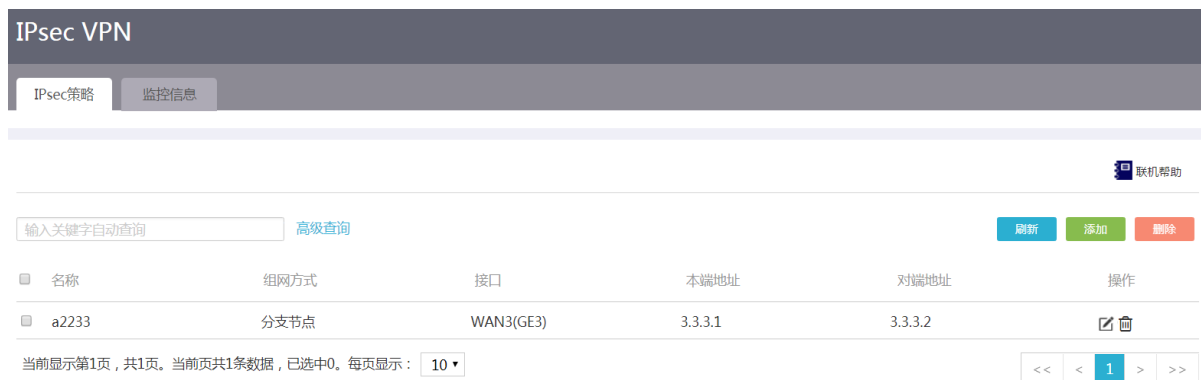 IPsec VPN
IPsec策略 监控信息
联机帮助
输入关键字自动查询 高级查询 刷新 添加 删除
名称 组网方式 接口 本端地址 对端地址 操作
a2233 分支节点 WAN3(GE3) 3.3.3.1 3.3.3.2
当前显示第1页，共1页。当前页共1条数据，已选中0。每页显示： 10 << < 1 > >>